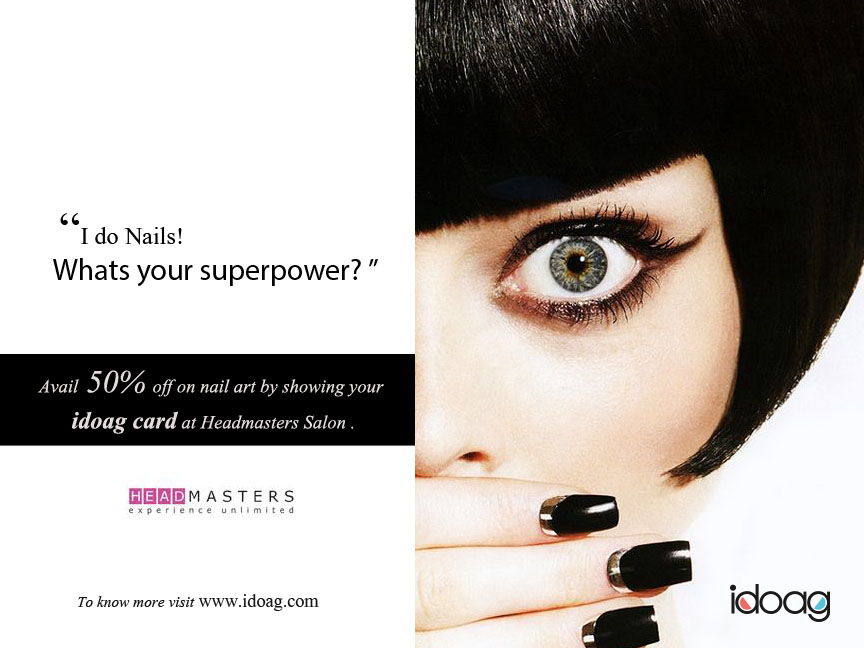 “I do Nails!
Whats your superpower? ”
Avail 50% off on nail art by showing your
idoag card at Headmasters Salon .
HEADMASTERS
experience unlimited
To know more visit www.idoag.com
idoag